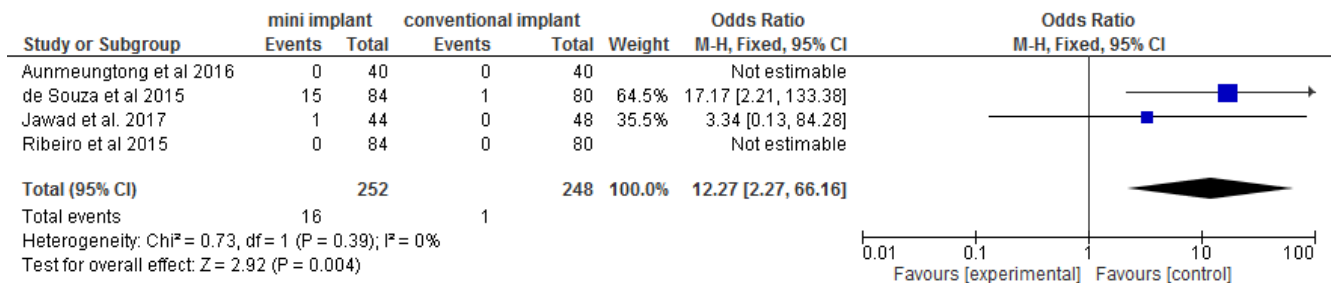 mini implant conventional implant Odds Ratio Odds Ratio
Study or Subgroup Events Total Events Total Weight M-H, Fixed, 95% CI M-H, Fixed, 95% CI
Aunmeungtong et al 2016 0 40 0 40 Not estimable
de Souza et al 2015 15 84 1 80 64.5% 17.17 [2.21, 133.38]
Jawad et al. 2017 1 44 0 48 35.5% 3.34 [0.13, 84.28]
Ribeiro et al 2015 0 84 0 80 Not estimable
Total (95% CI) 252 248 100.0% 12.27 [2.27, 66.16]
Total events 16 1
Heterogeneity: Chi² = 0.73, df = 1 (P = 0.39); I² = 0%
Test for overall effect: Z = 2.92 (P = 0.004)
0.01 0.1 1 10 100
Favours [experimental] Favours [control]